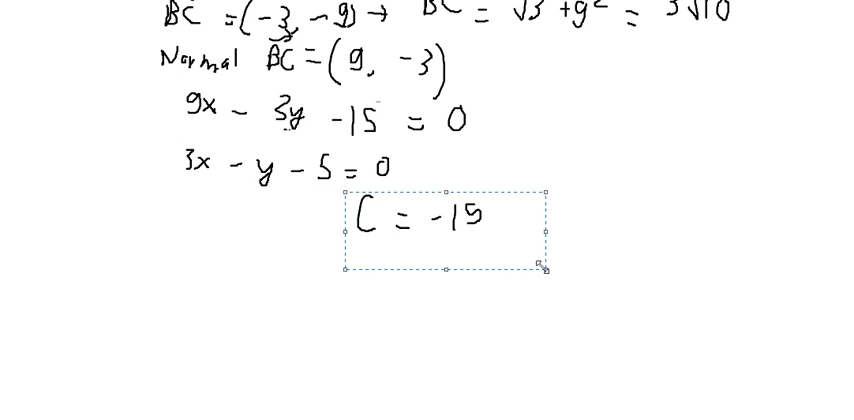 BC = (-3, -9) → BC = √3 + 9² = 3√10
Normal BC = (9, -3)
9x - 3y - 15 = 0
3x - y - 5 = 0
C = -15